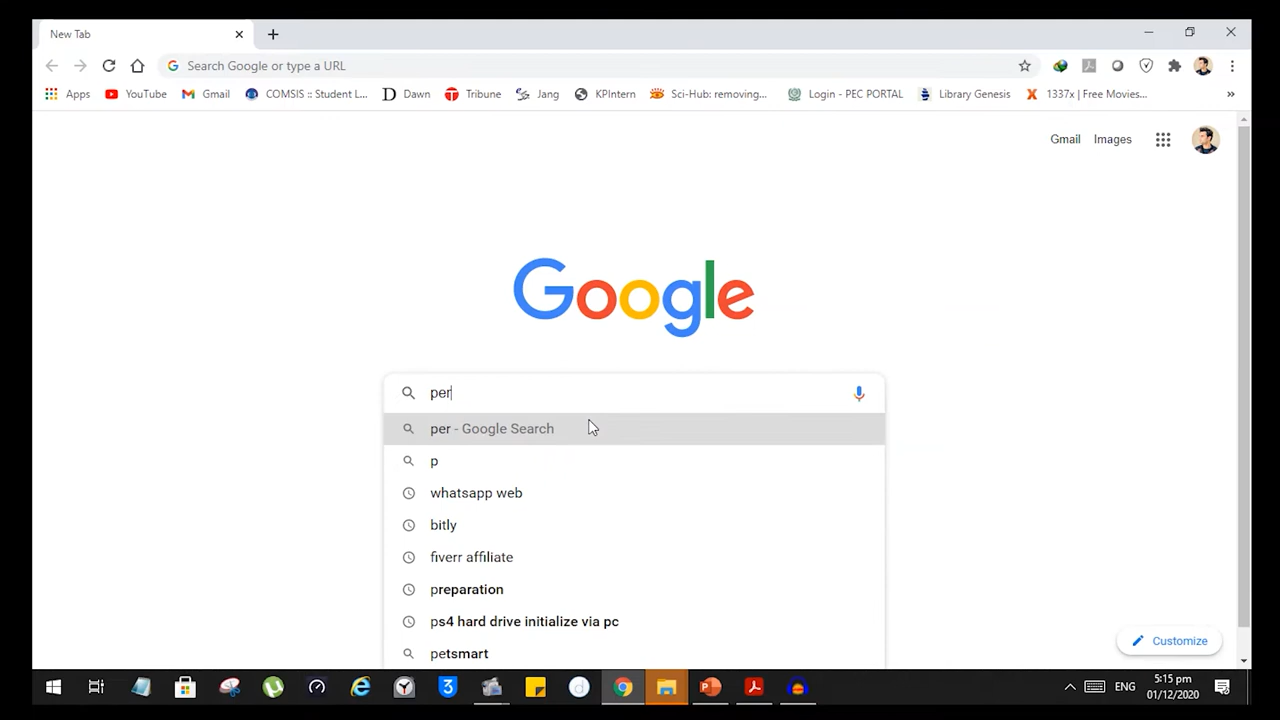 New Tab
Search Google or type a URL
Apps YouTube Gmail COMSIS :: Student L... Dawn Tribune Jang KPIntern Sci-Hub: removing... Login - PEC PORTAL Library Genesis 1337x | Free Movies... »
Gmail Images
Google
per
per - Google Search
p
whatsapp web
bitly
fiverr affiliate
preparation
ps4 hard drive initialize via pc
petsmart
Customize
ENG 5:15 pm
01/12/2020